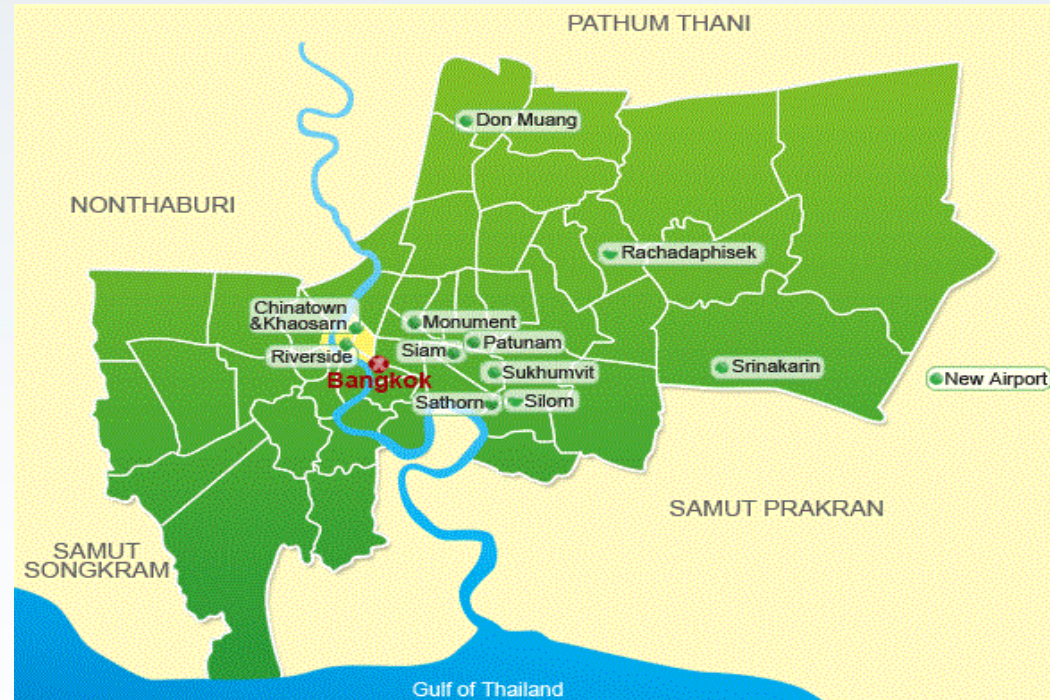 PATHUM THANI
Don Muang
NONTHABURI
Rachadaphisek
Chinatown
&Khaosarn
Monument
Patunam
Riverside
Siam
Bangkok
Sukhumvit
Srinakarin
New Airport
Sathorn
Silom
SAMUT PRAKRAN
SAMUT
SONGKRAM
Gulf of Thailand